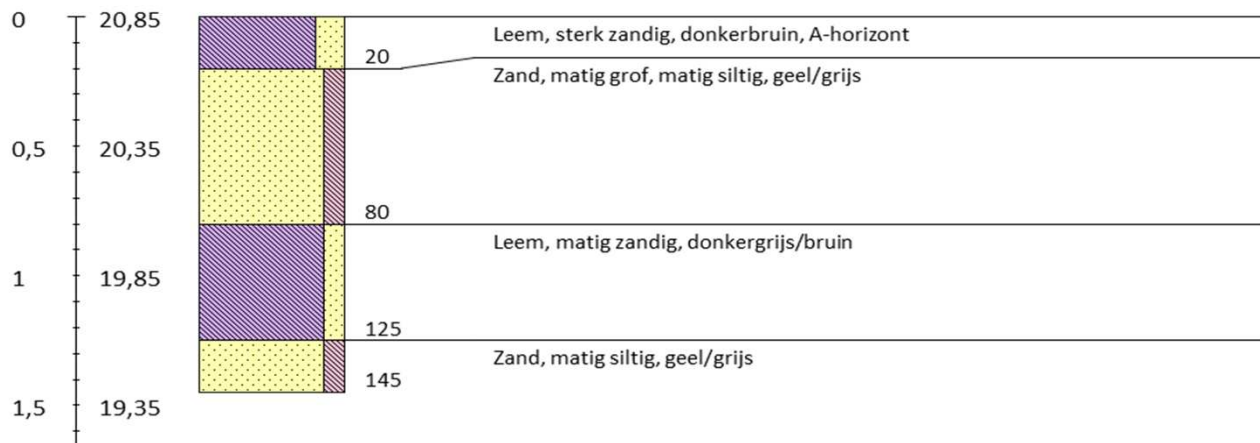 0 20,85
Leem, sterk zandig, donkerbruin, A-horizont
20
Zand, matig grof, matig siltig, geel/grijs
0,5 20,35
80
Leem, matig zandig, donkergrijs/bruin
1 19,85
125
Zand, matig siltig, geel/grijs
145
1,5 19,35